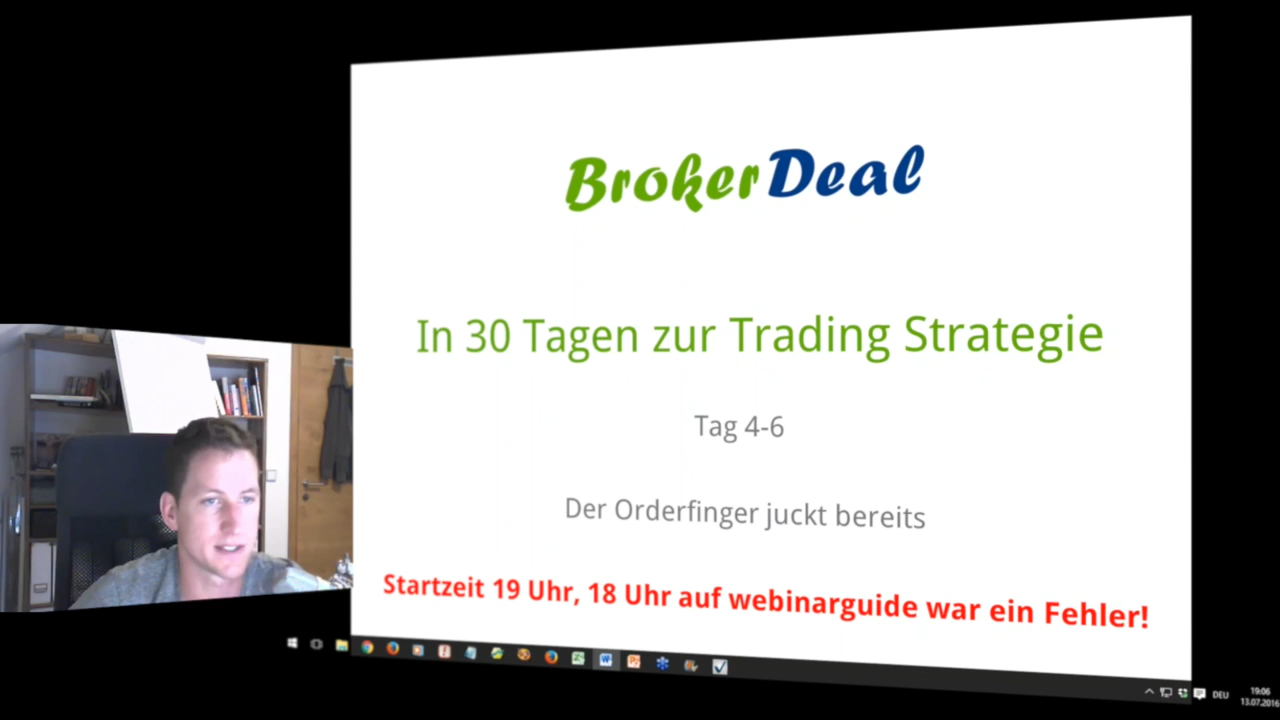 BrokerDeal
In 30 Tagen zur Trading Strategie
Tag 4-6
Der Orderfinger juckt bereits
Startzeit 19 Uhr, 18 Uhr auf webinarguide war ein Fehler!
DEU
19:06
13.07.2016